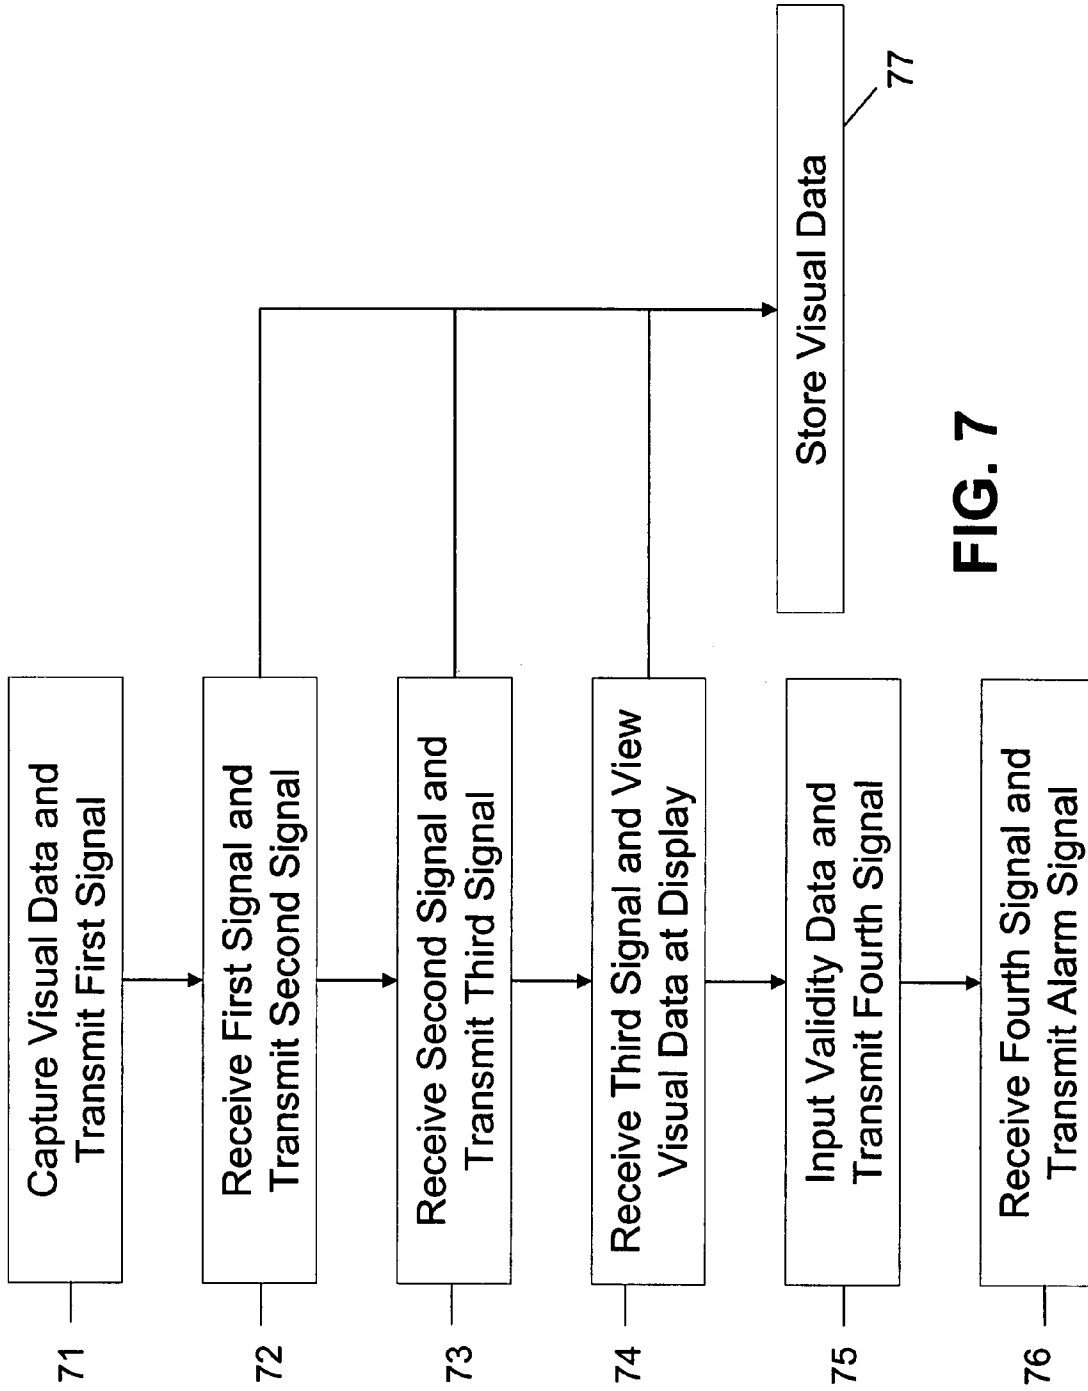 71
Capture Visual Data and
Transmit First Signal
72
Receive First Signal and
Transmit Second Signal
73
Receive Second Signal and
Transmit Third Signal
74
Receive Third Signal and View
Visual Data at Display
75
Input Validity Data and
Transmit Fourth Signal
76
Receive Fourth Signal and
Transmit Alarm Signal
Store Visual Data
77
FIG. 7